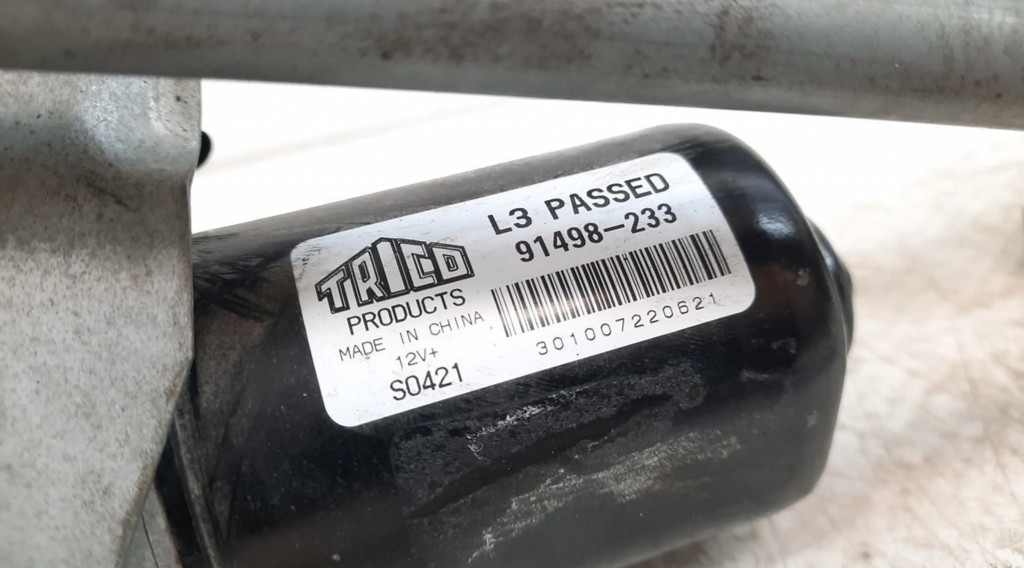 TRICO
PRODUCTS
MADE IN CHINA
12V+
S0421
L3 PASSED
91498-233
301007220621